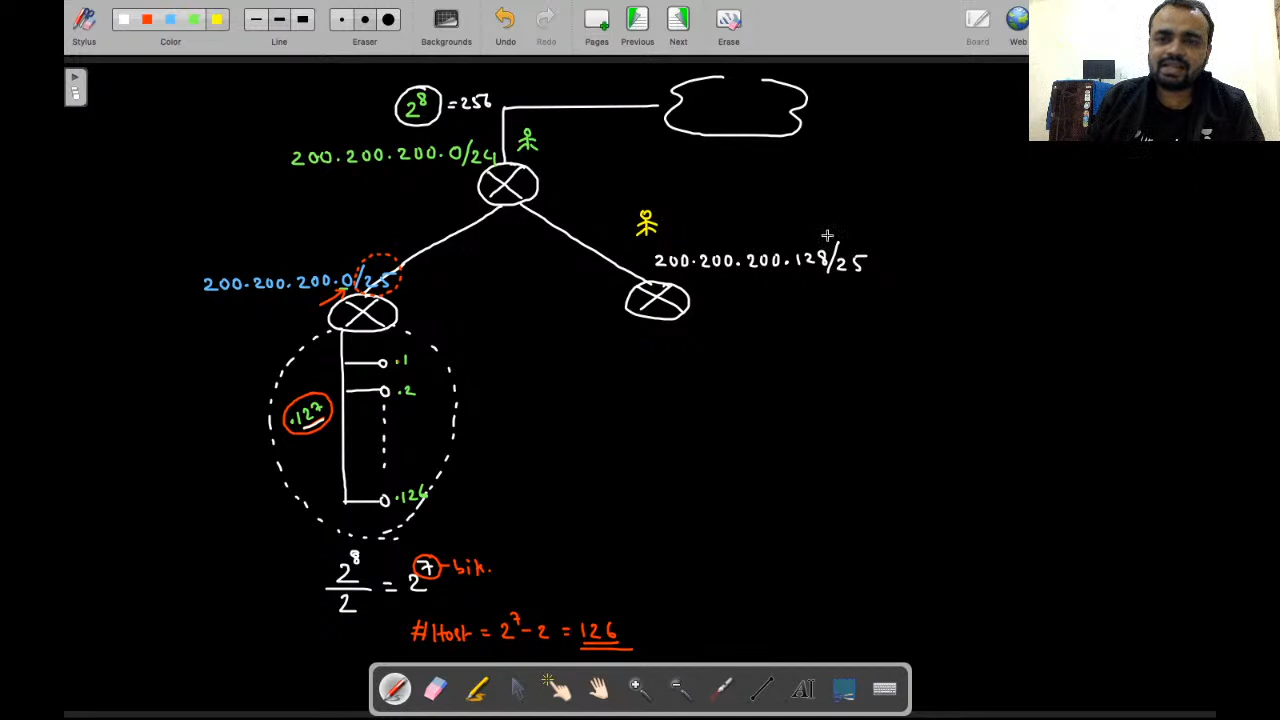 Stylus
Color
Line
Eraser
Backgrounds
Undo
Redo
Pages
Previous
Next
Erase
Board
Web
2^8 = 256
200.200.200.0/24
200.200.200.128/25
200.200.200.0/25
.1
.2
.127
.126
2^8/2 = 2^7 - bit.
#Host = 2^7 - 2 = 126
AI